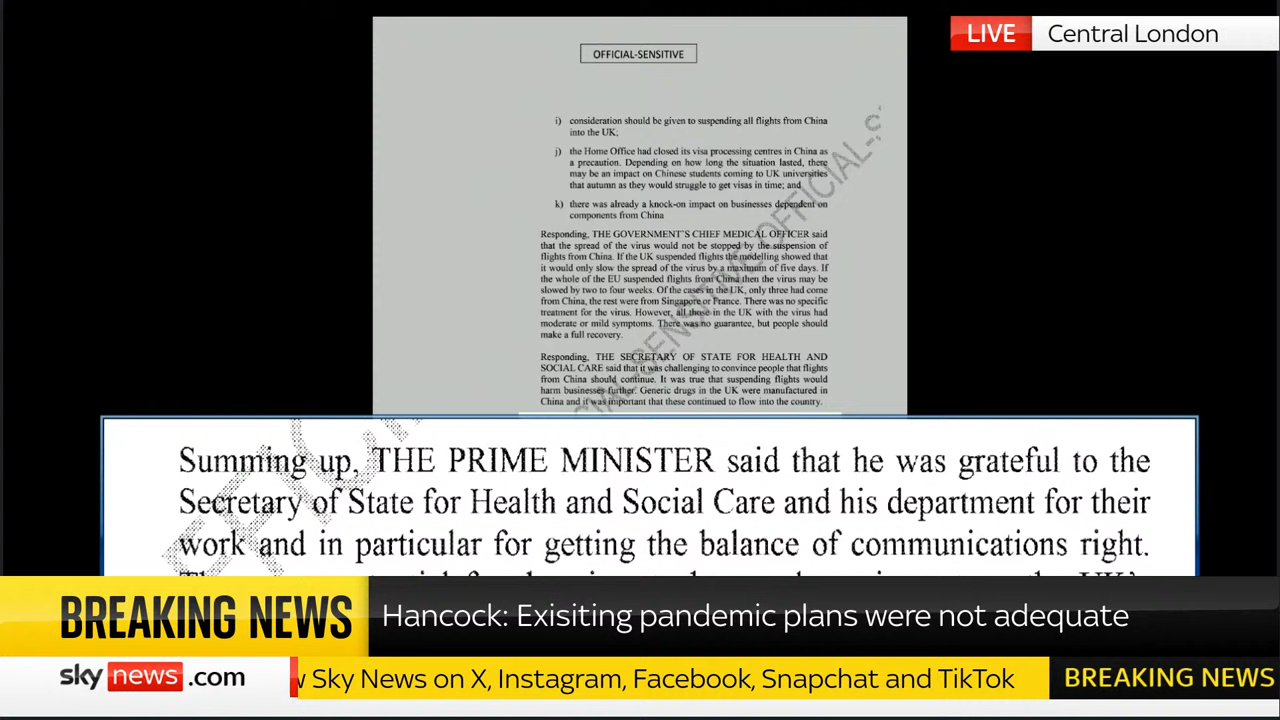 LIVE Central London
OFFICIAL-SENSITIVE
i) consideration should be given to suspending all flights from China
into the UK;
j) the Home Office had closed its visa processing centres in China as
a precaution. Depending on how long the situation lasted, there
may be an impact on Chinese students coming to UK universities
that autumn as they would struggle to get visas in time; and
k) there was already a knock-on impact on businesses dependent on
components from China
Responding, THE GOVERNMENT'S CHIEF MEDICAL OFFICER said
that the spread of the virus would not be stopped by the suspension of
flights from China. If the UK suspended flights the modelling showed that
it would only slow the spread of the virus by a maximum of five days. If
the whole of the EU suspended flights from China then the virus may be
slowed by two to four weeks. Of the cases in the UK, only three had come
from China, the rest were from Singapore or France. There was no specific
treatment for the virus. However, all those in the UK with the virus had
moderate or mild symptoms. There was no guarantee, but people should
make a full recovery.
Responding, THE SECRETARY OF STATE FOR HEALTH AND
SOCIAL CARE said that it was challenging to convince people that flights
from China should continue. It was true that suspending flights would
harm businesses further. Generic drugs in the UK were manufactured in
China and it was important that these continued to flow into the country.
Summing up, THE PRIME MINISTER said that he was grateful to the
Secretary of State for Health and Social Care and his department for their
work and in particular for getting the balance of communications right.
BREAKING NEWS
Hancock: Exisiting pandemic plans were not adequate
sky news .com
w Sky News on X, Instagram, Facebook, Snapchat and TikTok
BREAKING NEWS